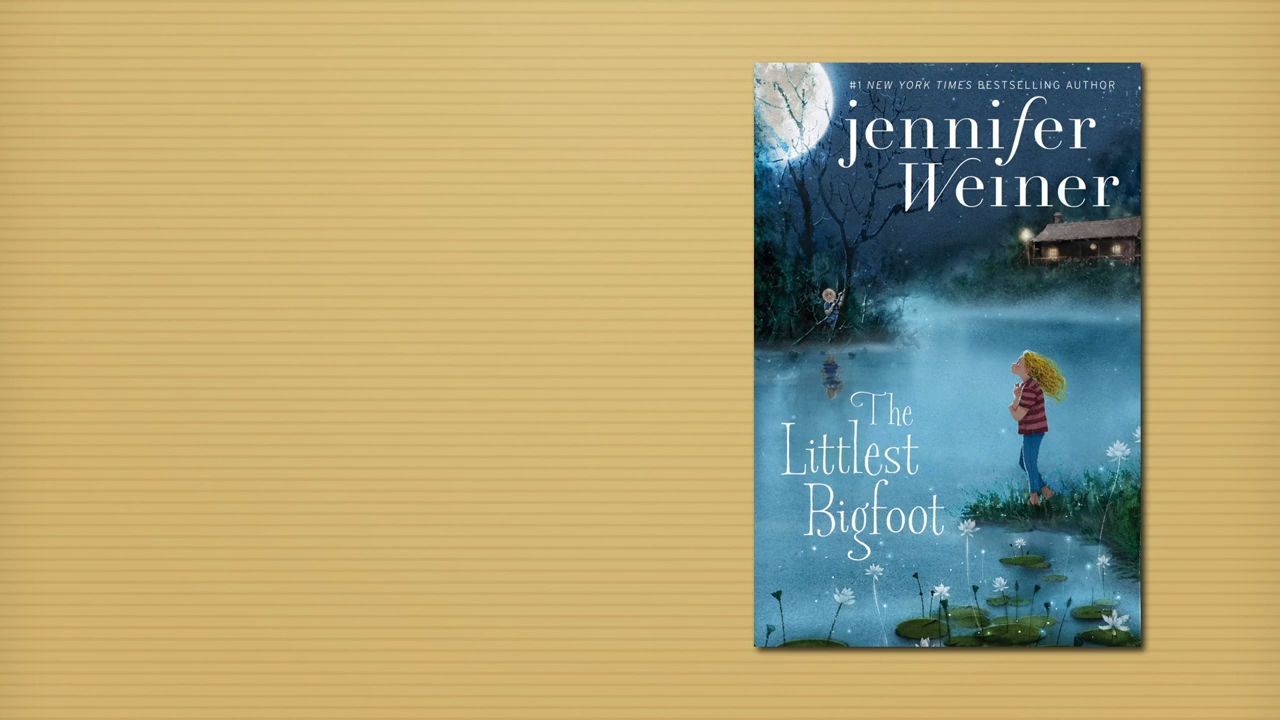 #1 NEW YORK TIMES BESTSELLING AUTHOR
jennifer
Weiner
The
Littlest
Bigfoot